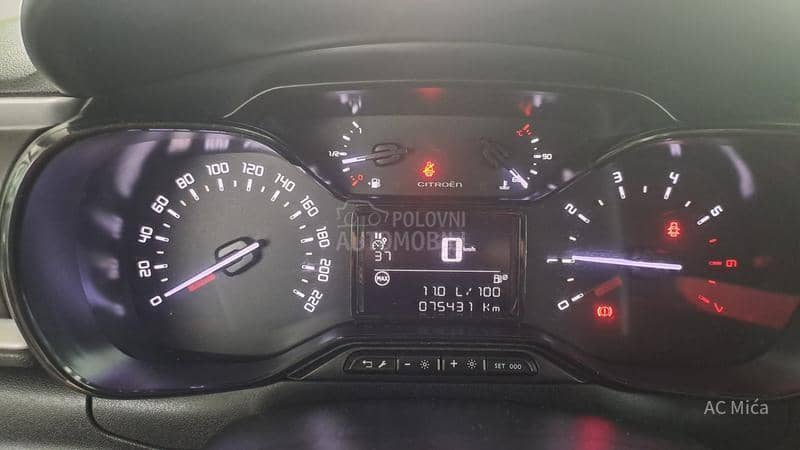 1/2 1 0
°C 90
CITROËN
0 20 40 60 80 100 120 140 160 180 200 220
POLOVNI
AUTOMOBILI
37
0 km/h
MAX
11.0 L/100
075431 Km
0 1 2 3 4 5 6 7
SET 000
AC Mića